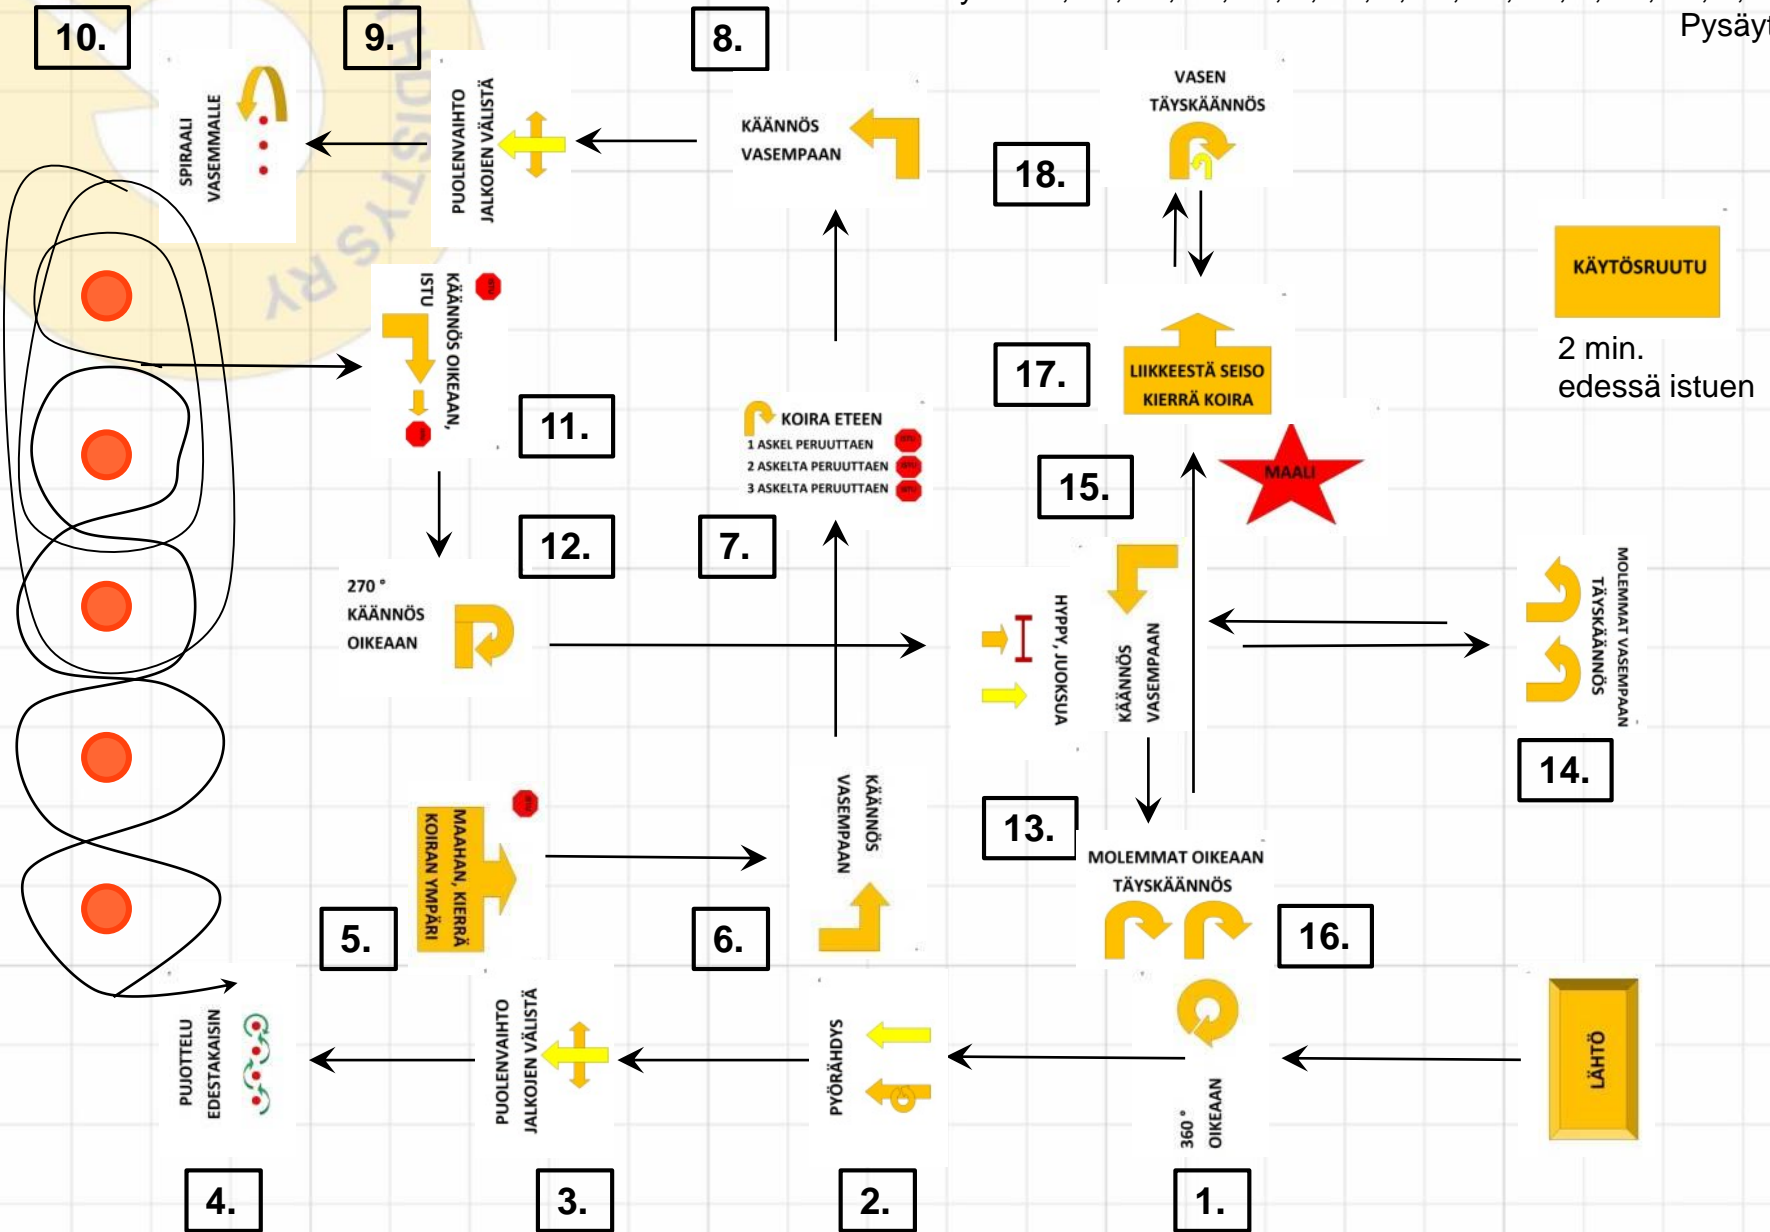 Pysäyt
10.
9.
8.
SPIRAALI
VASEMMALLE
PUOLENVAIHTO
JALKOJEN VÄLISTÄ
KÄÄNNÖS
VASEMPAAN
VASEN
TÄYSKÄÄNNÖS
18.
HDISTYS RY
KÄYTÖSRUUTU
2 min.
edessä istuen
KÄÄNNÖS OIKEAAN,
ISTU
11.
KOIRA ETEEN
1 ASKEL PERUUTTAEN
2 ASKELTA PERUUTTAEN
3 ASKELTA PERUUTTAEN
17.
LIIKKEESTÄ SEISO
KIERRÄ KOIRA
MAALI
15.
12.
7.
270 °
KÄÄNNÖS
OIKEAAN
HYPPY, JUOKSUA
KÄÄNNÖS
VASEMPAAN
MOLEMMAT VASEMPAAN
TÄYSKÄÄNNÖS
14.
MAAHAN, KIERRÄ
KOIRAN YMPÄRI
5.
KÄÄNNÖS
VASEMPAAN
6.
13.
MOLEMMAT OIKEAAN
TÄYSKÄÄNNÖS
16.
PUJOTTELU
EDESTAKAISIN
PUOLENVAIHTO
JALKOJEN VÄLISTÄ
PYÖRÄHDYS
360 °
OIKEAAN
LÄHTÖ
4.
3.
2.
1.